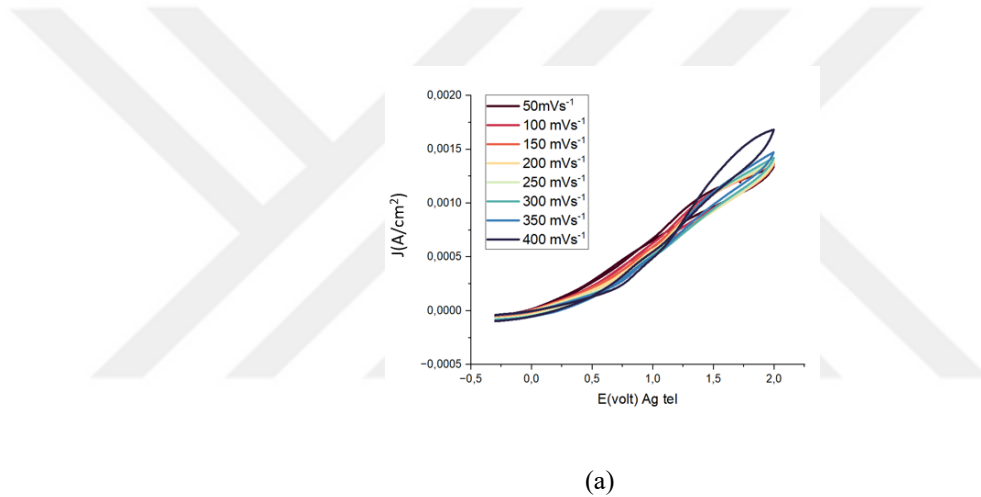 0,0020
0,0015
0,0010
0,0005
0,0000
−0,0005
J(A/cm²)
50mVs⁻¹
100 mVs⁻¹
150 mVs⁻¹
200 mVs⁻¹
250 mVs⁻¹
300 mVs⁻¹
350 mVs⁻¹
400 mVs⁻¹
−0,5
0,0
0,5
1,0
1,5
2,0
E(volt) Ag tel
(a)